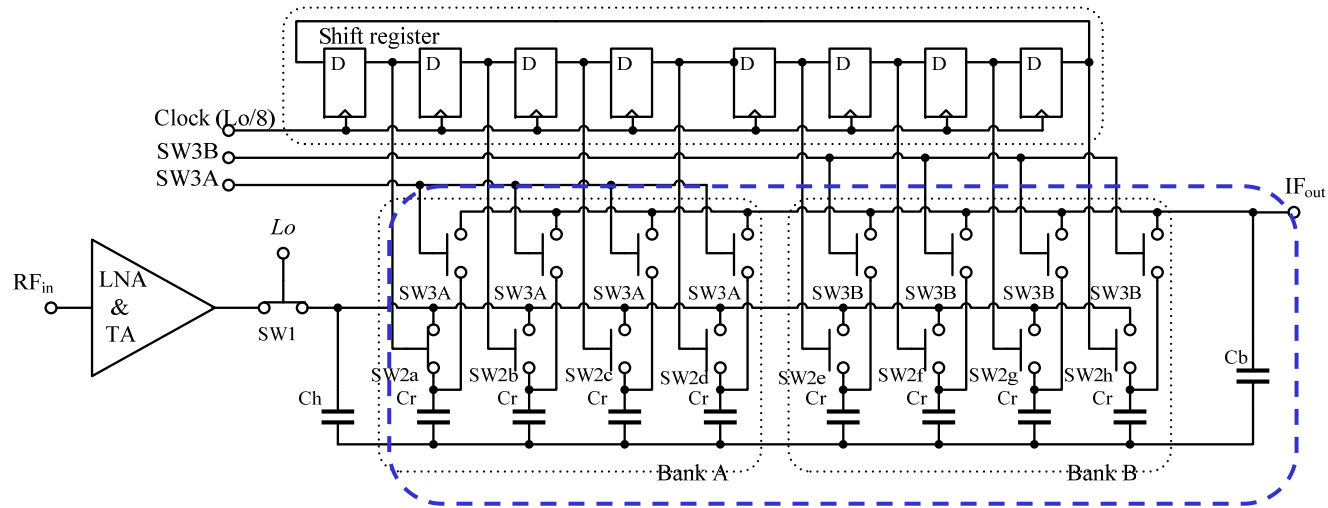 Shift register
D D D D D D D D
Clock (Lo/8)
SW3B
SW3A
IFout
Lo
RFin
LNA
&
TA
SW1
SW3A SW3A SW3A SW3A SW3B SW3B SW3B SW3B
SW2a SW2b SW2c SW2d SW2e SW2f SW2g SW2h
Cb
Ch Cr Cr Cr Cr Cr Cr Cr Cr
Bank A
Bank B